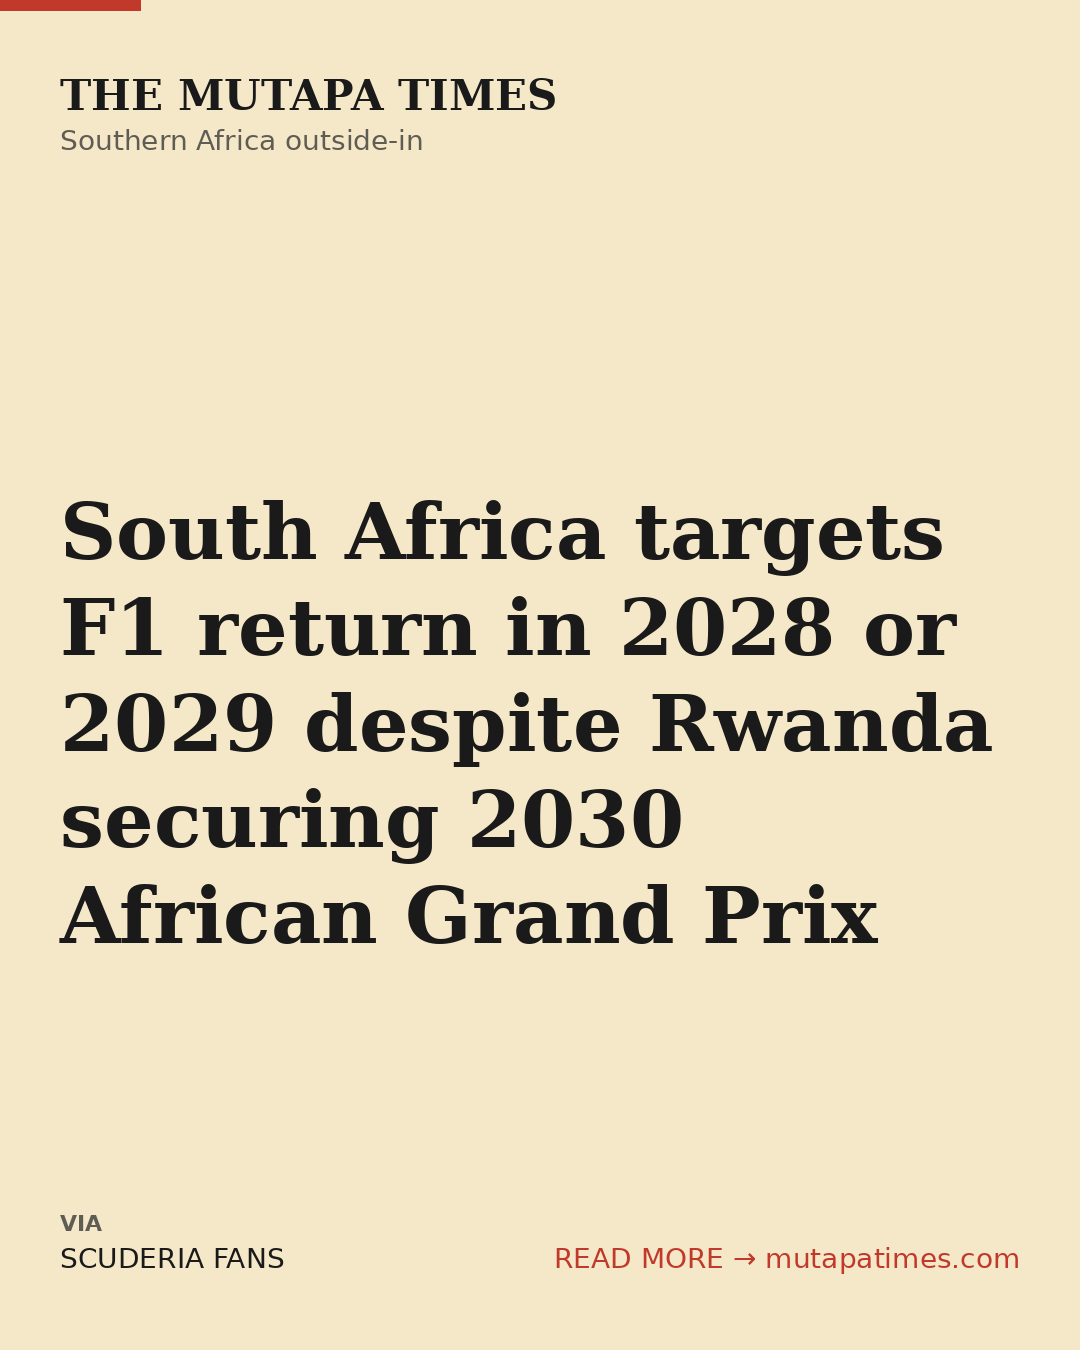 THE MUTAPA TIMES
Southern Africa outside-in
South Africa targets
F1 return in 2028 or
2029 despite Rwanda
securing 2030
African Grand Prix
VIA
SCUDERIA FANS
READ MORE → mutapatimes.com